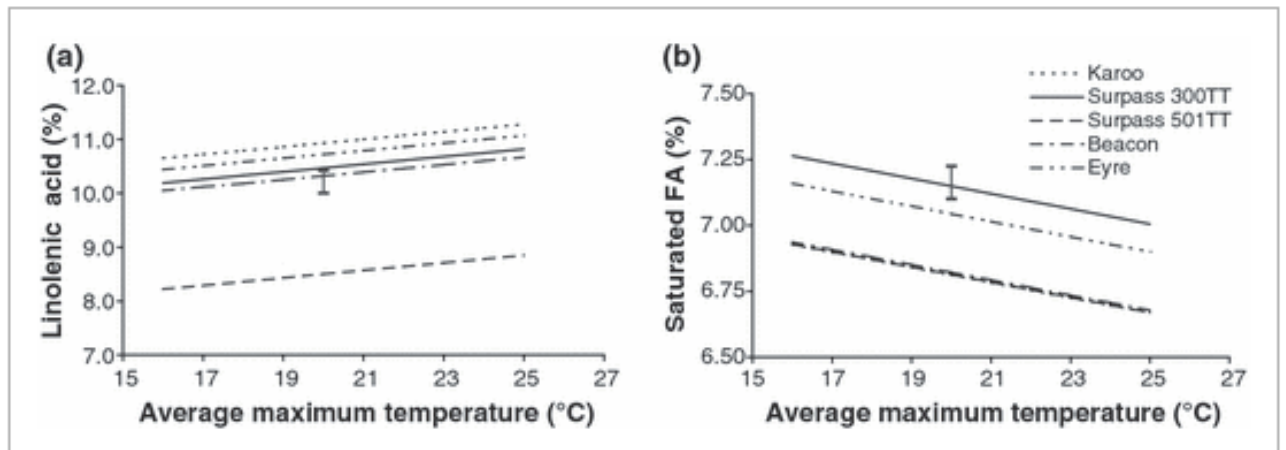 (a)
Linolenic acid (%)
12.0
11.0
10.0
9.0
8.0
7.0
15 17 19 21 23 25 27
Average maximum temperature (°C)
(b)
Saturated FA (%)
7.50
7.25
7.00
6.75
6.50
15 17 19 21 23 25 27
Average maximum temperature (°C)
Karoo
Surpass 300TT
Surpass 501TT
Beacon
Eyre